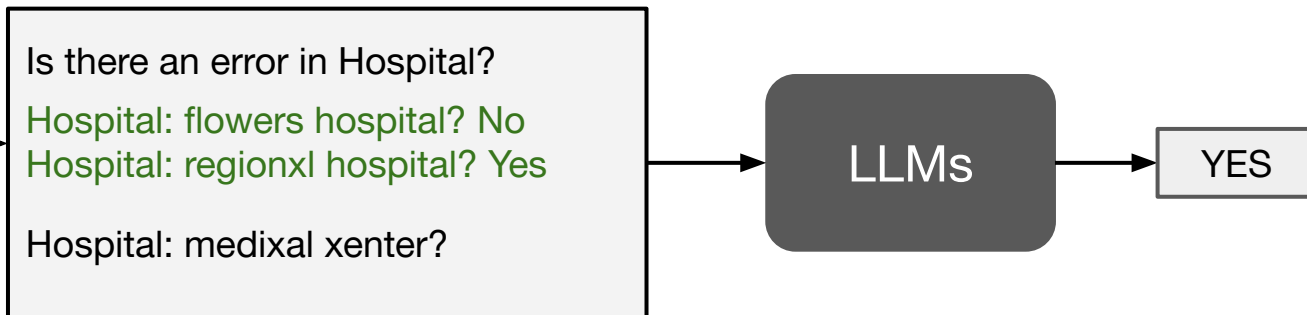 Is there an error in Hospital?
Hospital: flowers hospital? No
Hospital: regionxl hospital? Yes
Hospital: medixal xenter?
LLMs
YES